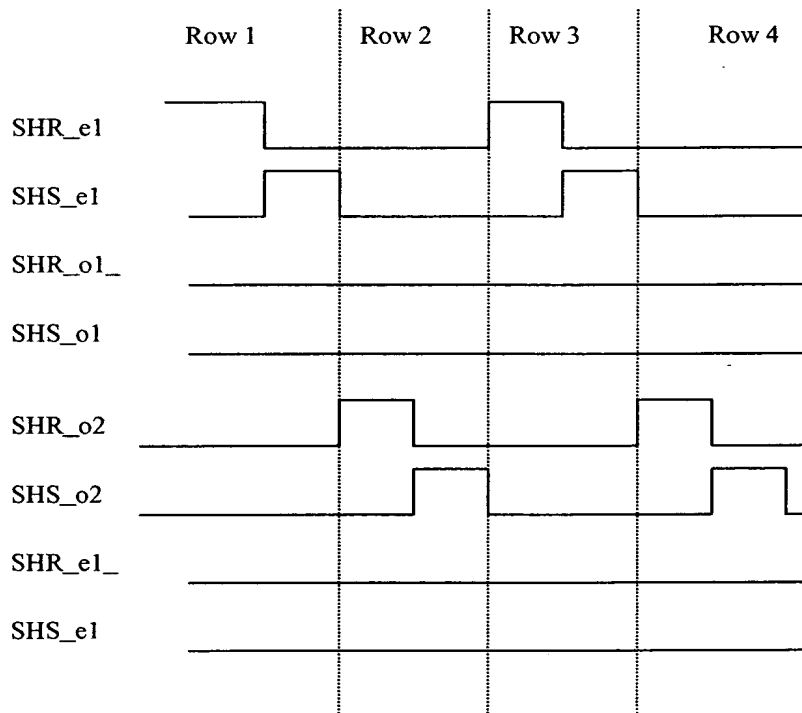 Row 1 Row 2 Row 3 Row 4
SHR_e1
SHS_e1
SHR_o1_
SHS_o1
SHR_o2
SHS_o2
SHR_e1_
SHS_e1